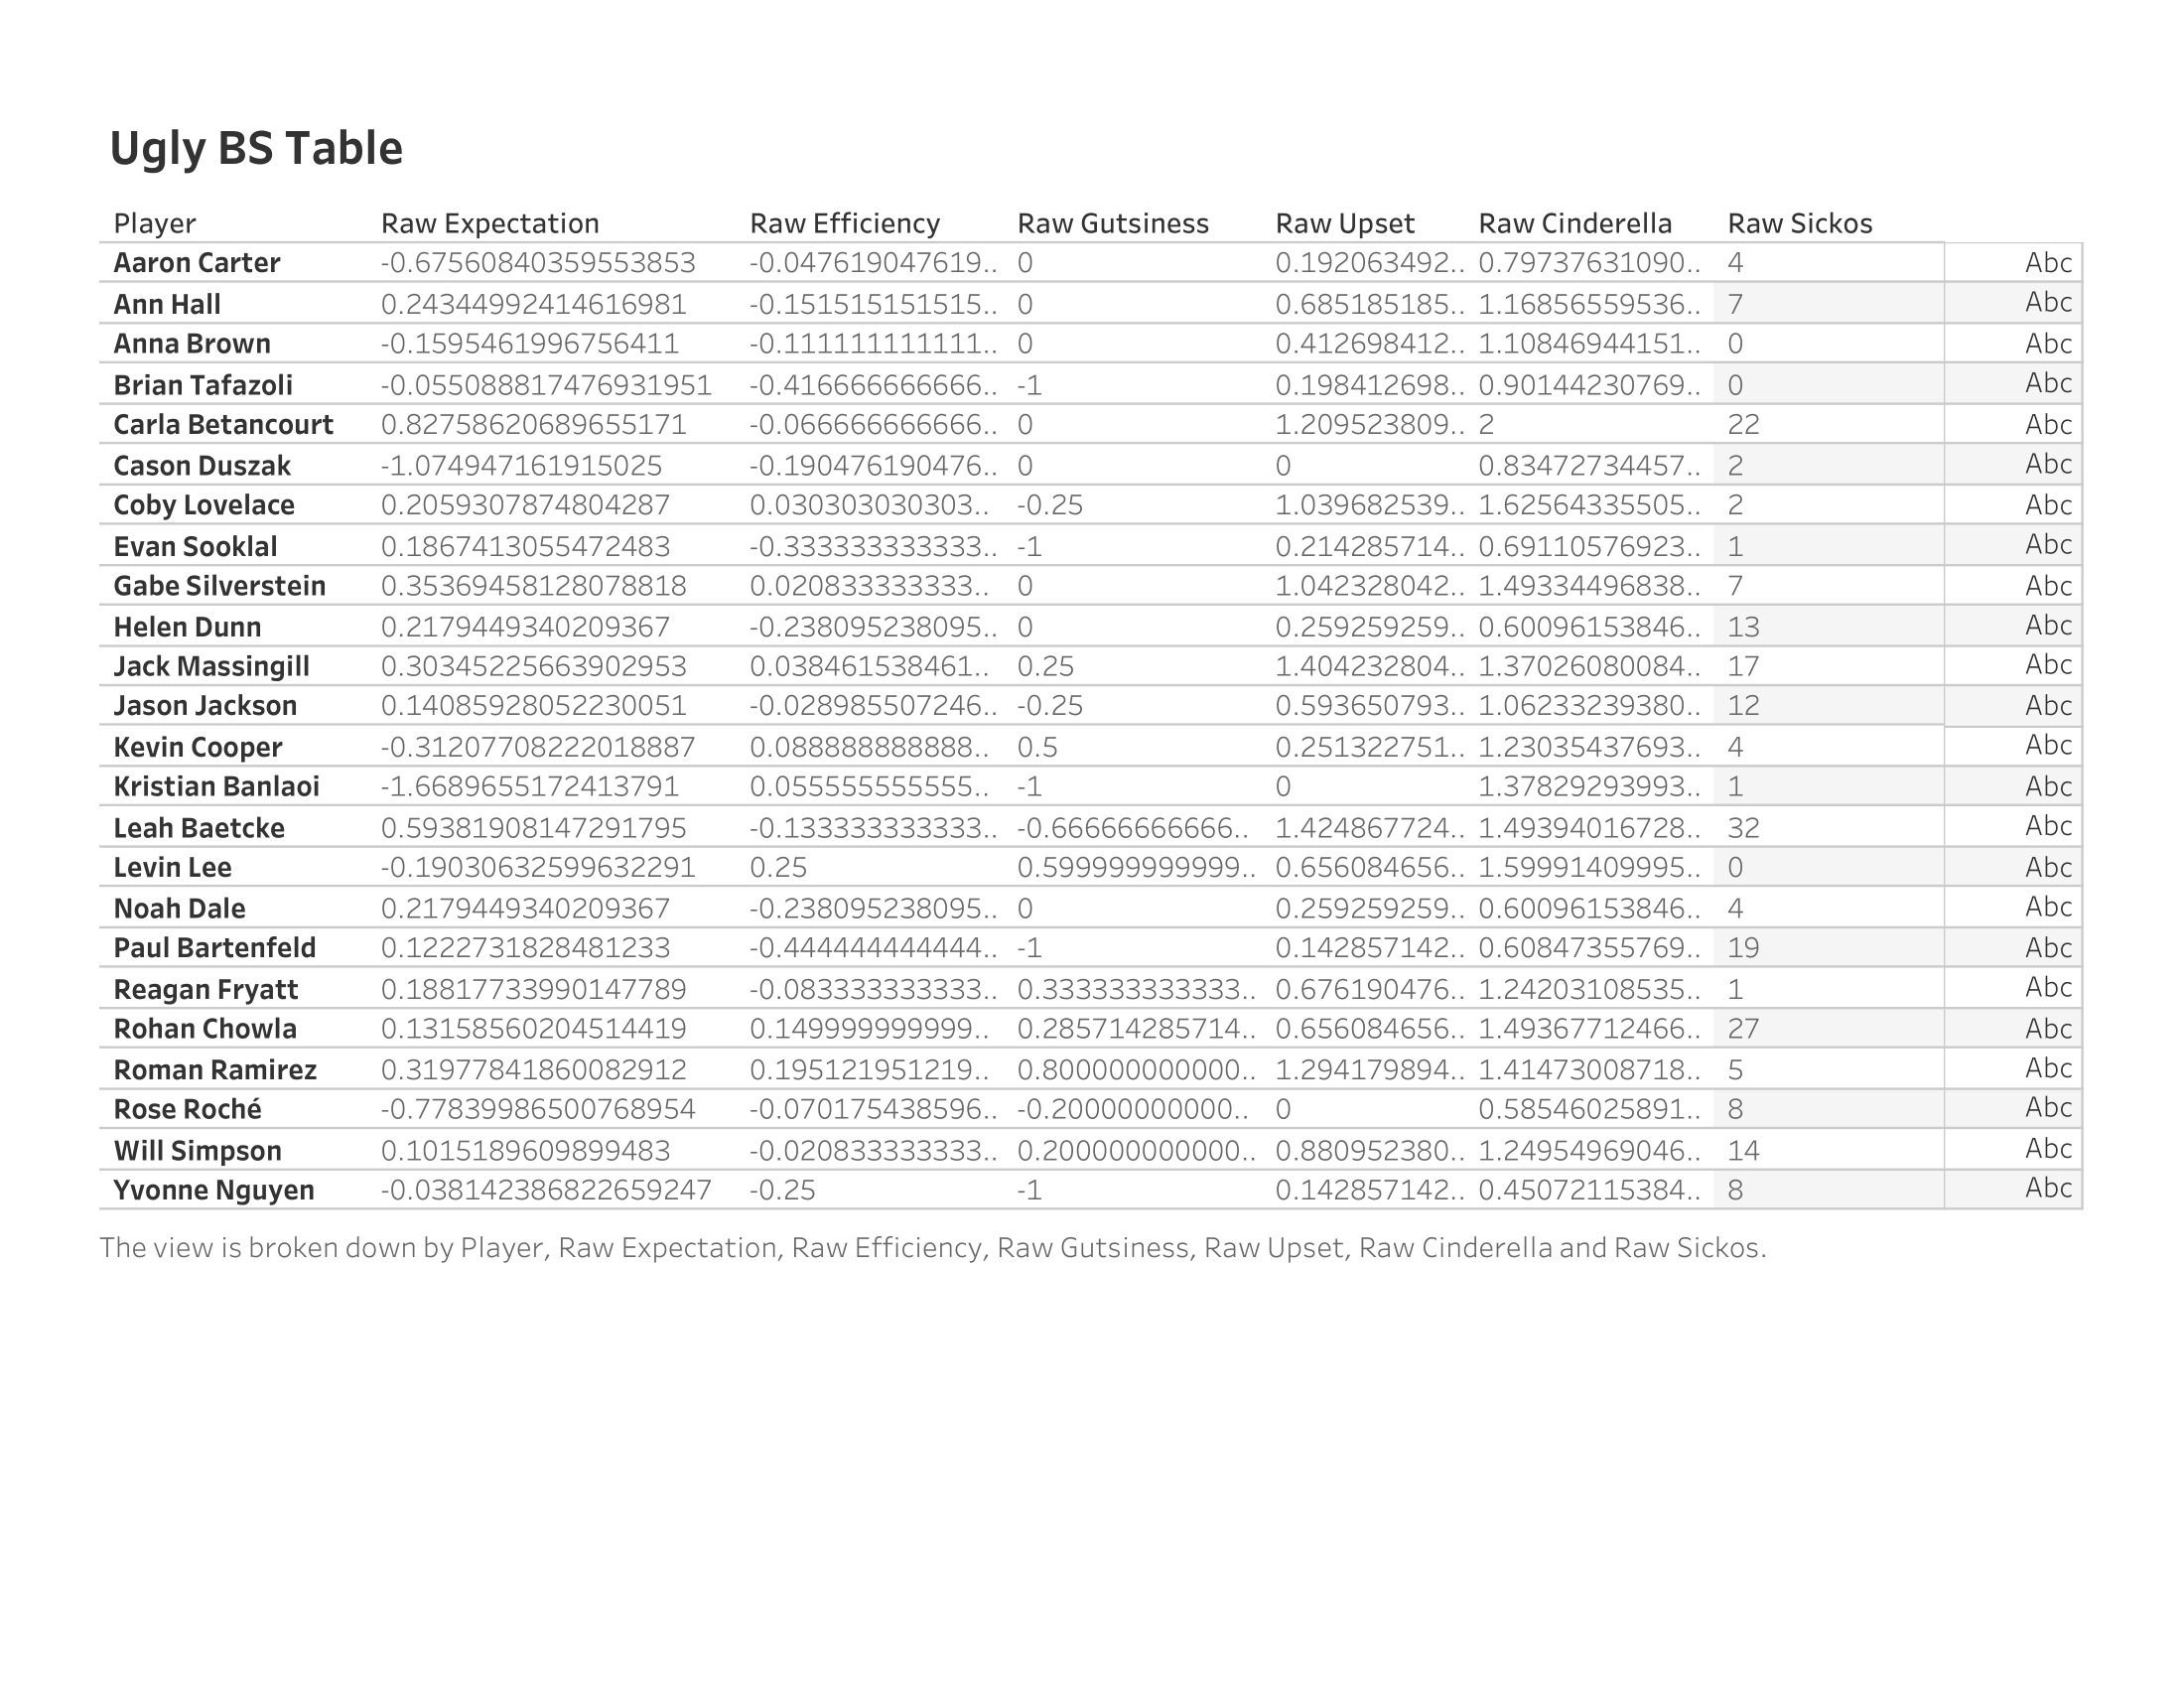 Ugly BS Table
Player Raw Expectation Raw Efficiency Raw Gutsiness Raw Upset Raw Cinderella Raw Sickos
Aaron Carter -0.67560840359553853 -0.047619047619.. 0 0.192063492.. 0.79737631090.. 4 Abc
Ann Hall 0.24344992414616981 -0.151515151515.. 0 0.685185185.. 1.16856559536.. 7 Abc
Anna Brown -0.1595461996756411 -0.111111111111.. 0 0.412698412.. 1.10846944151.. 0 Abc
Brian Tafazoli -0.055088817476931951 -0.416666666666.. -1 0.198412698.. 0.90144230769.. 0 Abc
Carla Betancourt 0.82758620689655171 -0.066666666666.. 0 1.209523809.. 2 22 Abc
Cason Duszak -1.074947161915025 -0.190476190476.. 0 0 0.83472734457.. 2 Abc
Coby Lovelace 0.2059307874804287 0.030303030303.. -0.25 1.039682539.. 1.62564335505.. 2 Abc
Evan Sooklal 0.1867413055472483 -0.333333333333.. -1 0.214285714.. 0.69110576923.. 1 Abc
Gabe Silverstein 0.35369458128078818 0.020833333333.. 0 1.042328042.. 1.49334496838.. 7 Abc
Helen Dunn 0.2179449340209367 -0.238095238095.. 0 0.259259259.. 0.60096153846.. 13 Abc
Jack Massingill 0.30345225663902953 0.038461538461.. 0.25 1.404232804.. 1.37026080084.. 17 Abc
Jason Jackson 0.14085928052230051 -0.028985507246.. -0.25 0.593650793.. 1.06233239380.. 12 Abc
Kevin Cooper -0.31207708222018887 0.088888888888.. 0.5 0.251322751.. 1.23035437693.. 4 Abc
Kristian Banlaoi -1.6689655172413791 0.055555555555.. -1 0 1.37829293993.. 1 Abc
Leah Baetcke 0.59381908147291795 -0.133333333333.. -0.66666666666.. 1.424867724.. 1.49394016728.. 32 Abc
Levin Lee -0.19030632599632291 0.25 0.599999999999.. 0.656084656.. 1.59991409995.. 0 Abc
Noah Dale 0.2179449340209367 -0.238095238095.. 0 0.259259259.. 0.60096153846.. 4 Abc
Paul Bartenfeld 0.1222731828481233 -0.444444444444.. -1 0.142857142.. 0.60847355769.. 19 Abc
Reagan Fryatt 0.18817733990147789 -0.083333333333.. 0.333333333333.. 0.676190476.. 1.24203108535.. 1 Abc
Rohan Chowla 0.13158560204514419 0.149999999999.. 0.285714285714.. 0.656084656.. 1.49367712466.. 27 Abc
Roman Ramirez 0.31977841860082912 0.195121951219.. 0.800000000000.. 1.294179894.. 1.41473008718.. 5 Abc
Rose Roché -0.77839986500768954 -0.070175438596.. -0.20000000000.. 0 0.58546025891.. 8 Abc
Will Simpson 0.1015189609899483 -0.020833333333.. 0.200000000000.. 0.880952380.. 1.24954969046.. 14 Abc
Yvonne Nguyen -0.038142386822659247 -0.25 -1 0.142857142.. 0.45072115384.. 8 Abc
The view is broken down by Player, Raw Expectation, Raw Efficiency, Raw Gutsiness, Raw Upset, Raw Cinderella and Raw Sickos.